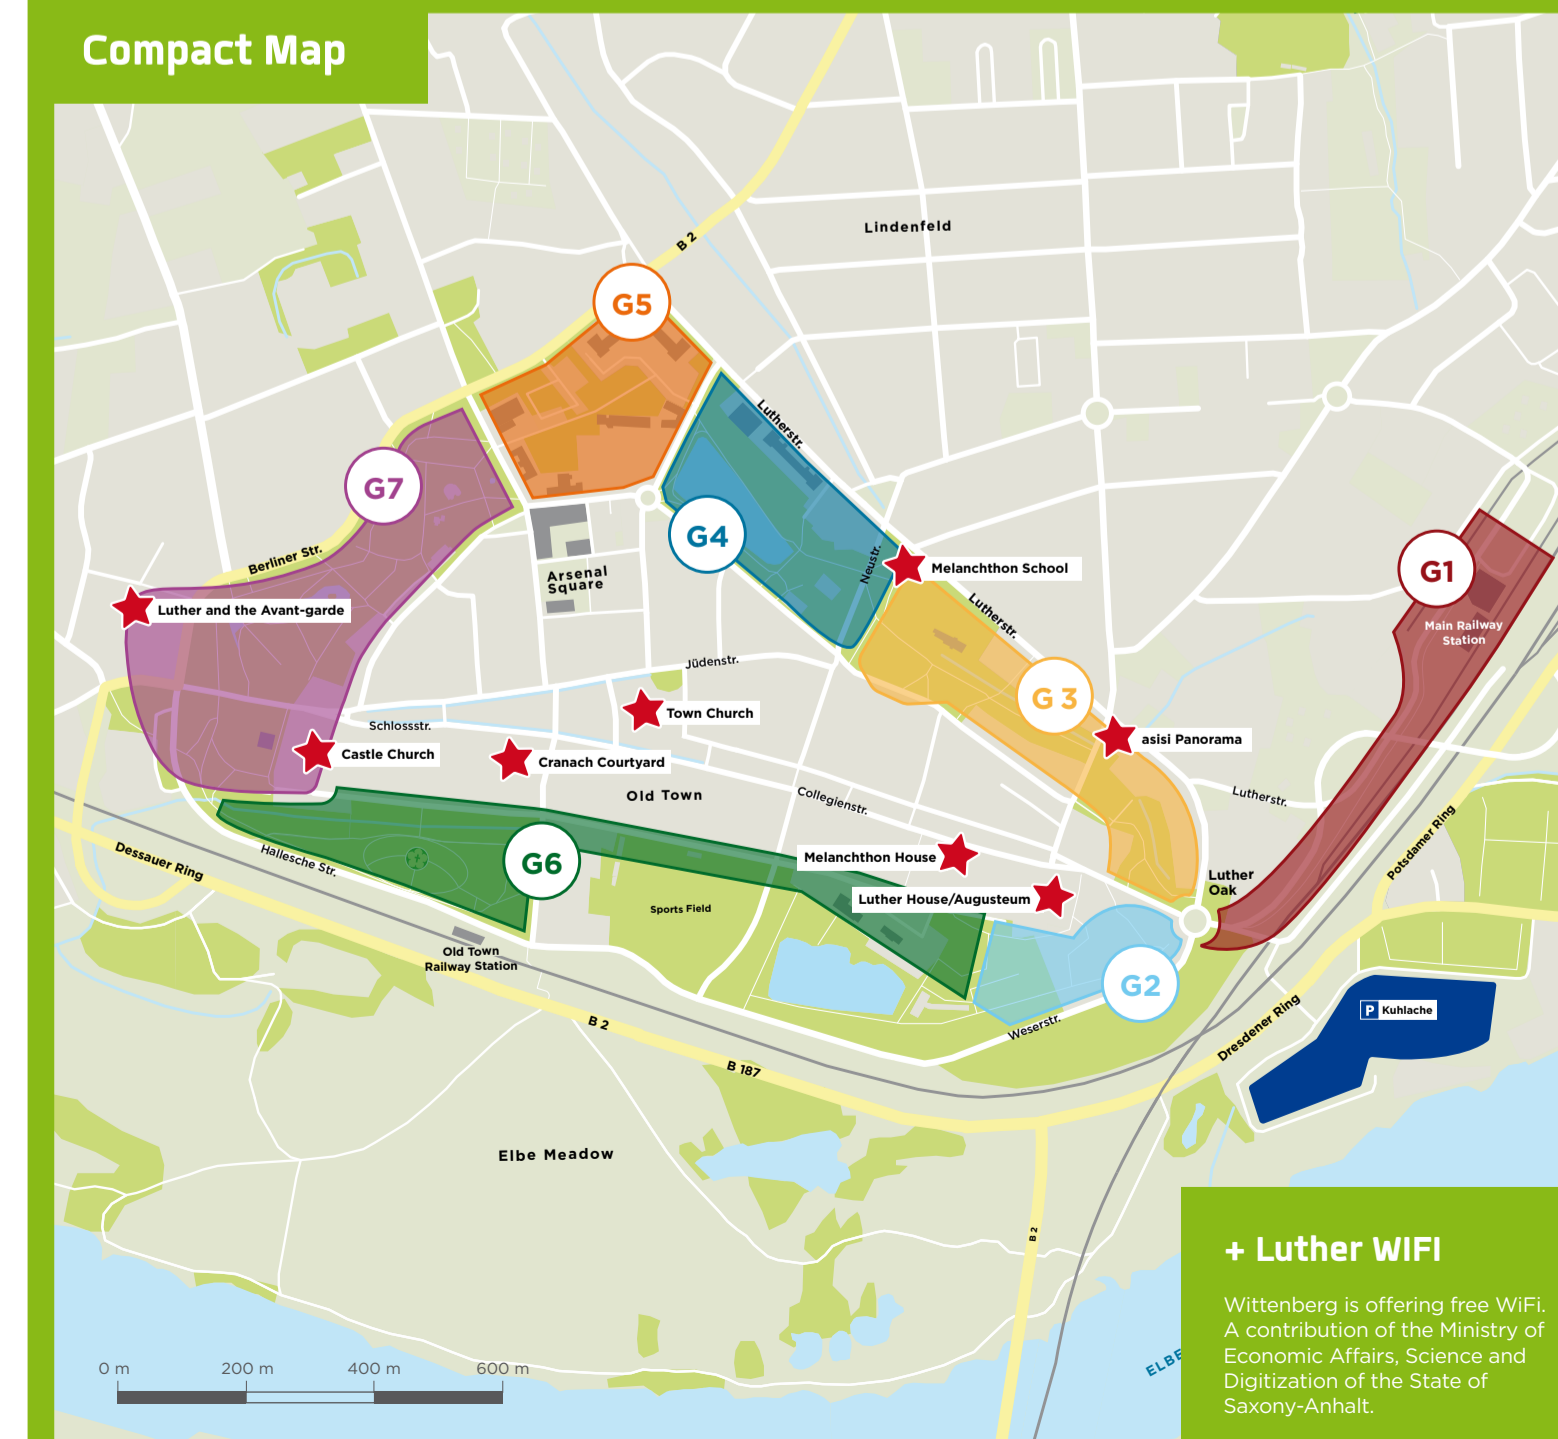 Compact Map
B 2
Lindenfeld
G5
Lutherstr.
G7
G4
Neustr.
Melanchthon School
G1
Berliner Str.
Arsenal
Square
Luther and the Avant-garde
Lutherstr.
Main Railway
Station
Jüdenstr.
G 3
Schlossstr.
Town Church
asisi Panorama
Castle Church
Cranach Courtyard
Old Town
Collegienstr.
Lutherstr.
Potsdamer Ring
Dessauer Ring
Hallesche Str.
G6
Melanchthon House
Luther
Oak
Luther House/Augusteum
Sports Field
Old Town
Railway Station
G2
Weserstr.
P Kuhlache
Dresdener Ring
B 2
B 187
Elbe Meadow
B 2
ELBE
+ Luther WIFI
Wittenberg is offering free WiFi.
A contribution of the Ministry of
Economic Affairs, Science and
Digitization of the State of
Saxony-Anhalt.
0 m 200 m 400 m 600 m